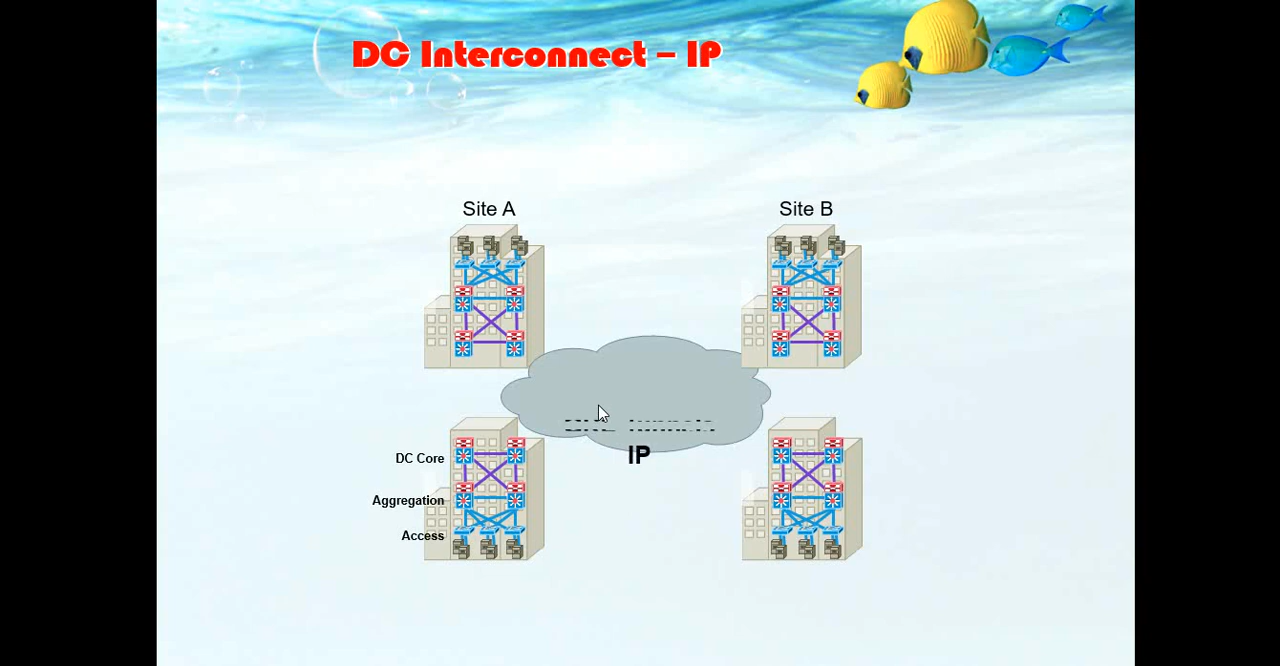 DC Interconnect – IP
Site A
Site B
IP
DC Core
Aggregation
Access